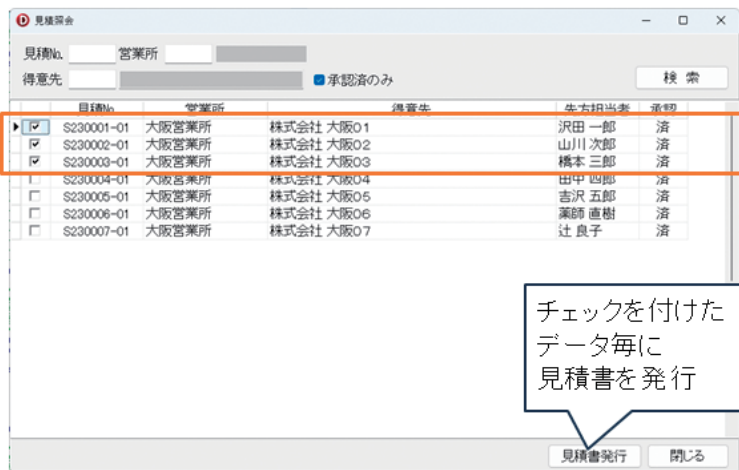 見積照会
見積No. 営業所
得意先 承認済のみ 検 索
見積No. 営業所 得意先 先方担当者 承認
S230001-01 大阪営業所 株式会社 大阪01 沢田 一郎 済
S230002-01 大阪営業所 株式会社 大阪02 山川 次郎 済
S230003-01 大阪営業所 株式会社 大阪03 橋本 三郎 済
S230004-01 大阪営業所 株式会社 大阪04 田中 四郎 済
S230005-01 大阪営業所 株式会社 大阪05 吉沢 五郎 済
S230006-01 大阪営業所 株式会社 大阪06 薬師 直樹 済
S230007-01 大阪営業所 株式会社 大阪07 辻 良子 済
チェックを付けた
データ毎に
見積書を発行
見積書発行 閉じる